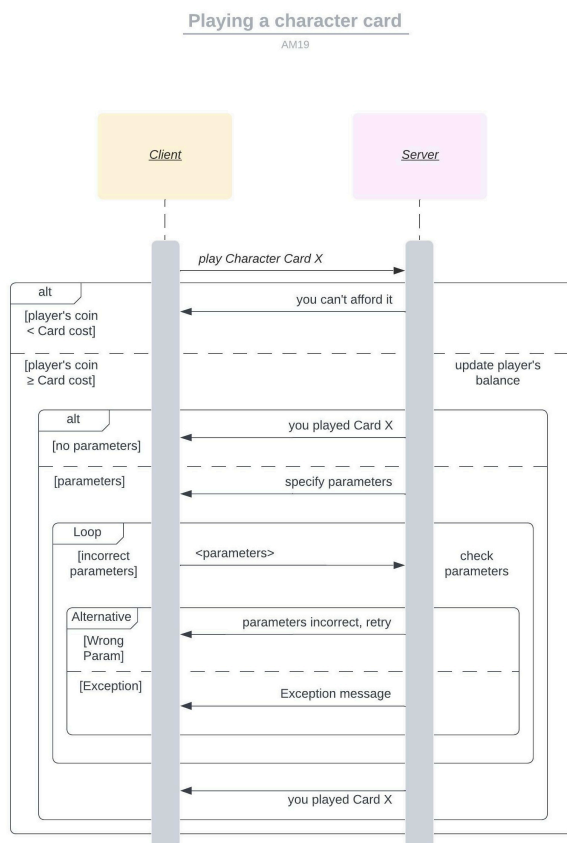 Playing a character card
AM19
Client
Server
play Character Card X
alt
you can't afford it
[player's coin
< Card cost]
[player's coin
≥ Card cost]
update player's
balance
alt
you played Card X
[no parameters]
[parameters]
specify parameters
Loop
[incorrect
parameters]
<parameters>
check
parameters
Alternative
parameters incorrect, retry
[Wrong
Param]
[Exception]
Exception message
you played Card X